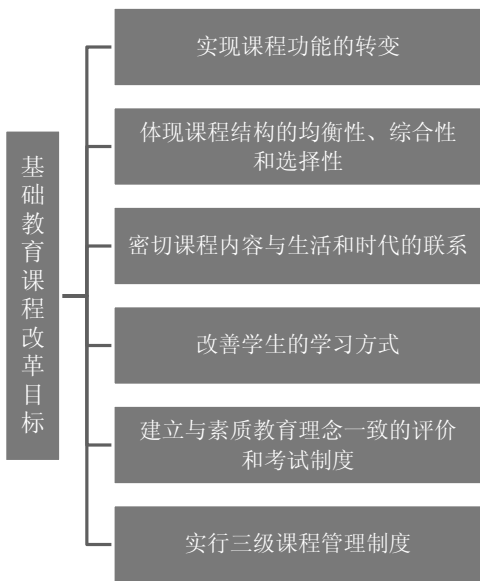 基础教育课程改革目标
实现课程功能的转变
体现课程结构的均衡性、综合性
和选择性
密切课程内容与生活和时代的联系
改善学生的学习方式
建立与素质教育理念一致的评价
和考试制度
实行三级课程管理制度